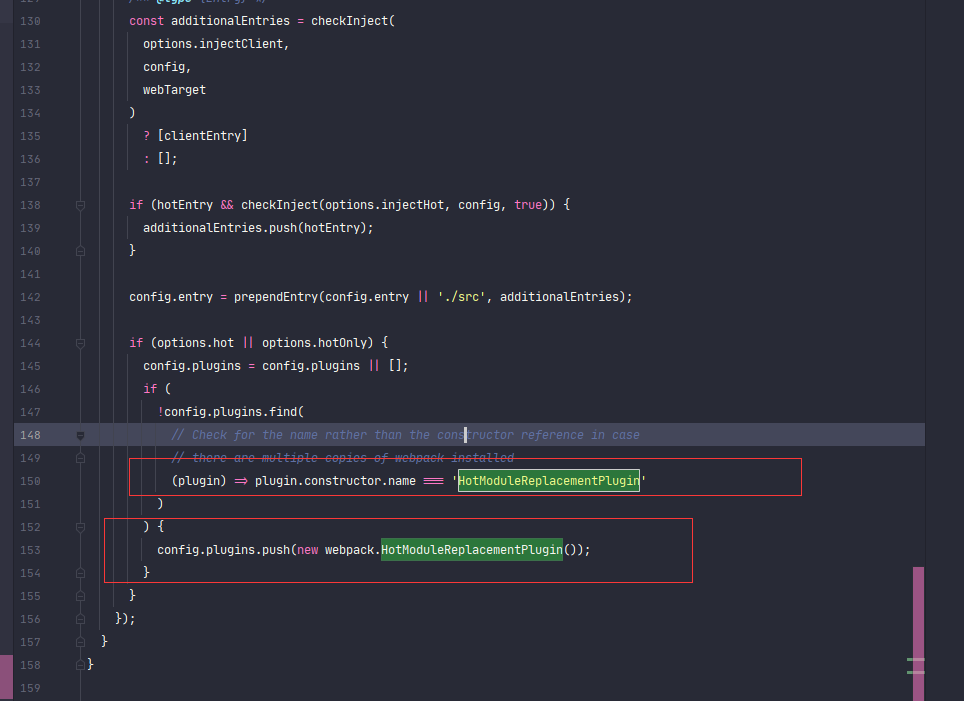 130 const additionalEntries = checkInject(
131 options.injectClient,
132 config,
133 webTarget
134 )
135 ? [clientEntry]
136 : [];
137
138 if (hotEntry && checkInject(options.injectHot, config, true)) {
139 additionalEntries.push(hotEntry);
140 }
141
142 config.entry = prependEntry(config.entry || './src', additionalEntries);
143
144 if (options.hot || options.hotOnly) {
145 config.plugins = config.plugins || [];
146 if (
147 !config.plugins.find(
148 // Check for the name rather than the constructor reference in case
149 // there are multiple copies of webpack installed
150 (plugin) => plugin.constructor.name === 'HotModuleReplacementPlugin'
151 )
152 ) {
153 config.plugins.push(new webpack.HotModuleReplacementPlugin());
154 }
155 }
156 });
157 }
158 }
159